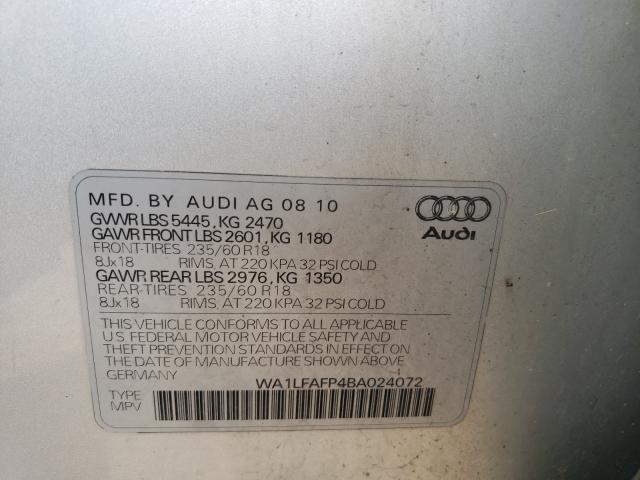 MFD. BY AUDI AG 08 10
GVWR LBS 5445, KG 2470
GAWR FRONT LBS 2601, KG 1180
FRONT-TIRES 235/60 R18
8Jx18 RIMS, AT 220 KPA 32 PSI COLD
GAWR. REAR LBS 2976, KG 1350
REAR-TIRES 235/60 R18
8Jx18 RIMS, AT 220 KPA 32 PSI COLD
Audi
THIS VEHICLE CONFORMS TO ALL APPLICABLE
U.S FEDERAL MOTOR VEHICLE SAFETY AND
THEFT PREVENTION STANDARDS IN EFFECT ON
THE DATE OF MANUFACTURE SHOWN ABOVE
GERMANY WA1LFAFP4BA024072
TYPE
MPV